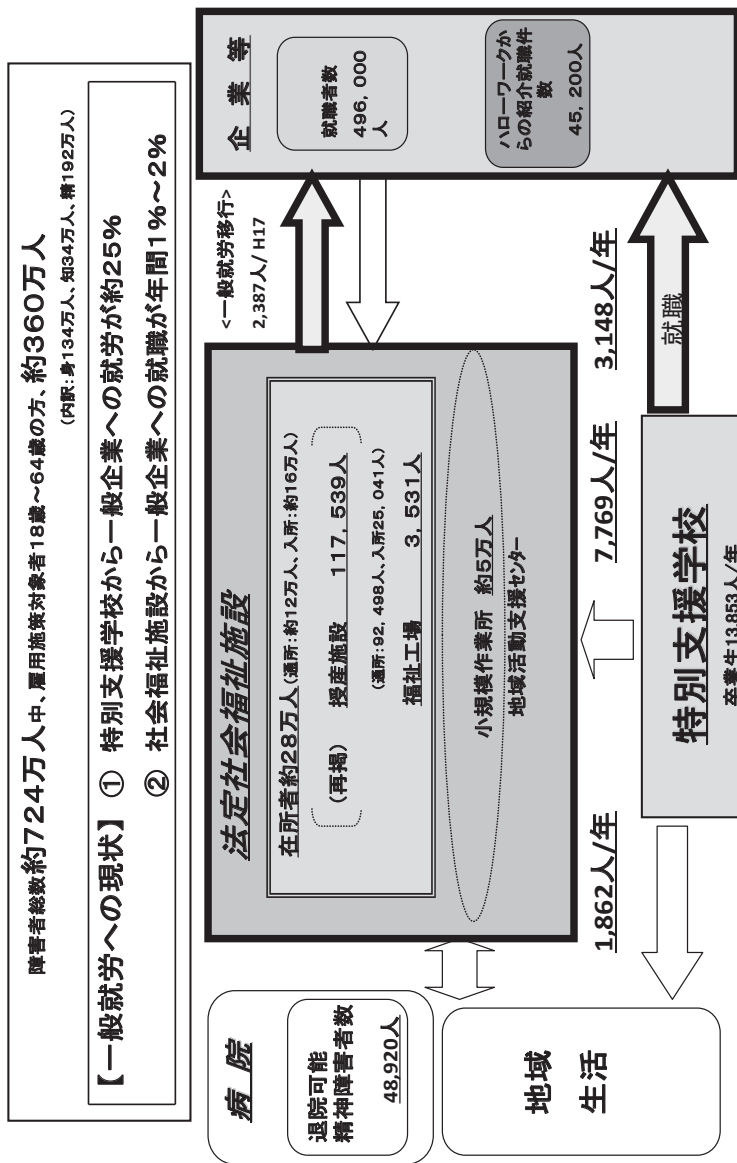 障害者総数約724万人中、雇用施策対象者18歳～64歳の方、約360万人
(内訳:身134万人、知34万人、精192万人)
【一般就労への現状】 ① 特別支援学校から一般企業への就労が約25%
② 社会福祉施設から一般企業への就職が年間1%～2%
病 院
退院可能
精神障害者数
48,920人
地域
生活
法定社会福祉施設
在所者約28万人(通所:約12万人、入所:約16万人)
(再掲) 授産施設 117, 539人
(通所:92, 498人、入所25, 041人)
福祉工場 3, 531人
小規模作業所 約5万人
地域活動支援センター
<一般就労移行>
2,387人/ H17
企 業 等
就職者数
496, 000
人
ハローワークか
らの紹介就職件
数
45, 200人
1,862人/年
7,769人/年
3,148人/年
就職
特別支援学校
卒業生13,853人/年